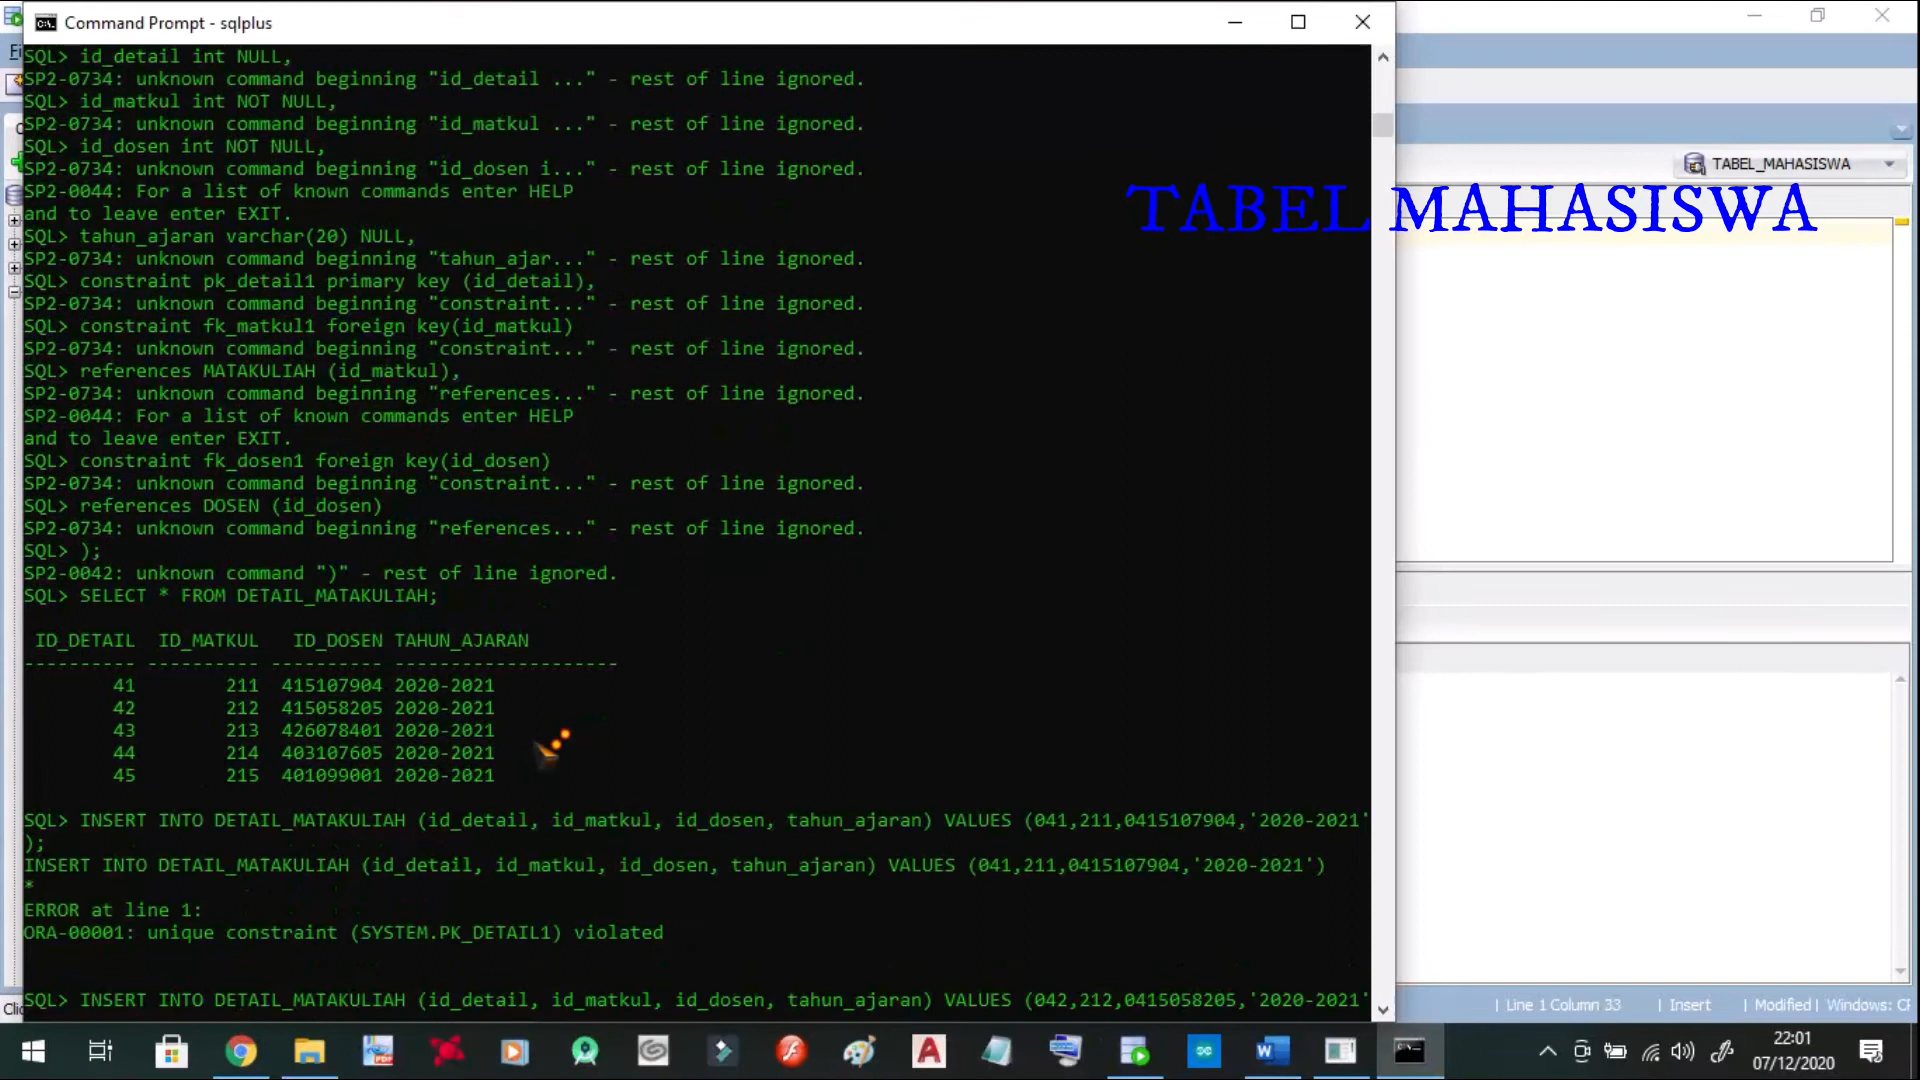 Command Prompt - sqlplus
SQL> id_detail int NULL,
SP2-0734: unknown command beginning "id_detail ..." - rest of line ignored.
SQL> id_matkul int NOT NULL,
SP2-0734: unknown command beginning "id_matkul ..." - rest of line ignored.
SQL> id_dosen int NOT NULL,
SP2-0734: unknown command beginning "id_dosen i..." - rest of line ignored.
SP2-0044: For a list of known commands enter HELP
and to leave enter EXIT.
SQL> tahun_ajaran varchar(20) NULL,
SP2-0734: unknown command beginning "tahun_ajar..." - rest of line ignored.
SQL> constraint pk_detail1 primary key (id_detail),
SP2-0734: unknown command beginning "constraint..." - rest of line ignored.
SQL> constraint fk_matkul1 foreign key(id_matkul)
SP2-0734: unknown command beginning "constraint..." - rest of line ignored.
SQL> references MATAKULIAH (id_matkul),
SP2-0734: unknown command beginning "references..." - rest of line ignored.
SP2-0044: For a list of known commands enter HELP
and to leave enter EXIT.
SQL> constraint fk_dosen1 foreign key(id_dosen)
SP2-0734: unknown command beginning "constraint..." - rest of line ignored.
SQL> references DOSEN (id_dosen)
SP2-0734: unknown command beginning "references..." - rest of line ignored.
SQL> );
SP2-0042: unknown command ")" - rest of line ignored.
SQL> SELECT * FROM DETAIL_MATAKULIAH;
ID_DETAIL ID_MATKUL ID_DOSEN TAHUN_AJARAN
---------- ---------- ---------- --------------------
41 211 415107904 2020-2021
42 212 415058205 2020-2021
43 213 426078401 2020-2021
44 214 403107605 2020-2021
45 215 401099001 2020-2021
SQL> INSERT INTO DETAIL_MATAKULIAH (id_detail, id_matkul, id_dosen, tahun_ajaran) VALUES (041,211,0415107904,'2020-2021'
);
INSERT INTO DETAIL_MATAKULIAH (id_detail, id_matkul, id_dosen, tahun_ajaran) VALUES (041,211,0415107904,'2020-2021')
*
ERROR at line 1:
ORA-00001: unique constraint (SYSTEM.PK_DETAIL1) violated
SQL> INSERT INTO DETAIL_MATAKULIAH (id_detail, id_matkul, id_dosen, tahun_ajaran) VALUES (042,212,0415058205,'2020-2021'
TABEL_MAHASISWA
TABEL MAHASISWA
| Line 1 Column 33 | Insert | Modified | Windows: CF
22:01
07/12/2020